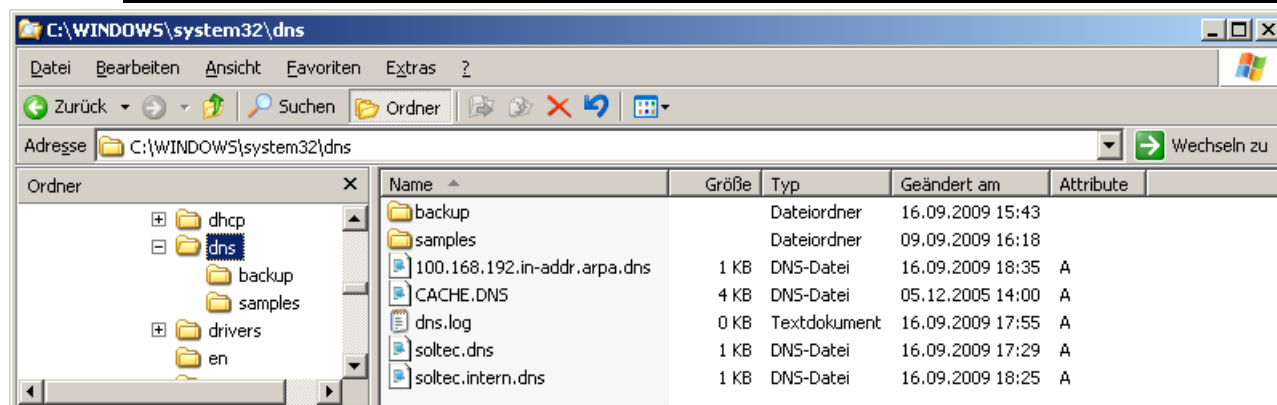 C:\WINDOWS\system32\dns
Datei Bearbeiten Ansicht Favoriten Extras ?
Zurück Suchen Ordner
Adresse C:\WINDOWS\system32\dns Wechseln zu
Ordner
dhcp
dns
backup
samples
drivers
en
Name Größe Typ Geändert am Attribute
backup Dateiordner 16.09.2009 15:43
samples Dateiordner 09.09.2009 16:18
100.168.192.in-addr.arpa.dns 1 KB DNS-Datei 16.09.2009 18:35 A
CACHE.DNS 4 KB DNS-Datei 05.12.2005 14:00 A
dns.log 0 KB Textdokument 16.09.2009 17:55 A
soltec.dns 1 KB DNS-Datei 16.09.2009 17:29 A
soltec.intern.dns 1 KB DNS-Datei 16.09.2009 18:25 A